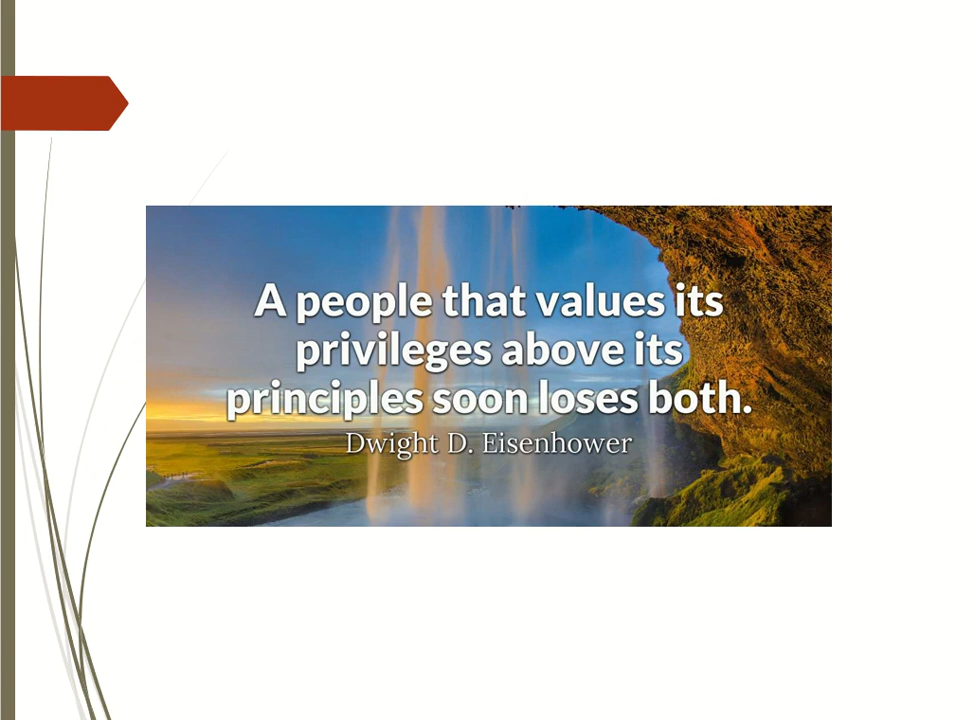 A people that values its
privileges above its
principles soon loses both.
Dwight D. Eisenhower